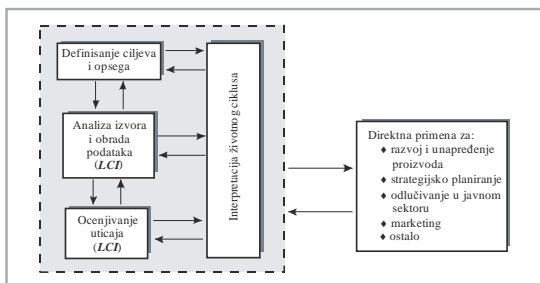 Definisanje ciljeva
i opsega
Analiza izvora
i obrada
podataka
(LCI)
Ocenjivanje
uticaja
(LCI)
Interpretacija životnog ciklusa
Direktna primena za:
♦ razvoj i unapređenje
proizvoda
♦ strategijsko planiranje
♦ odlučivanje u javnom
sektoru
♦ marketing
♦ ostalo